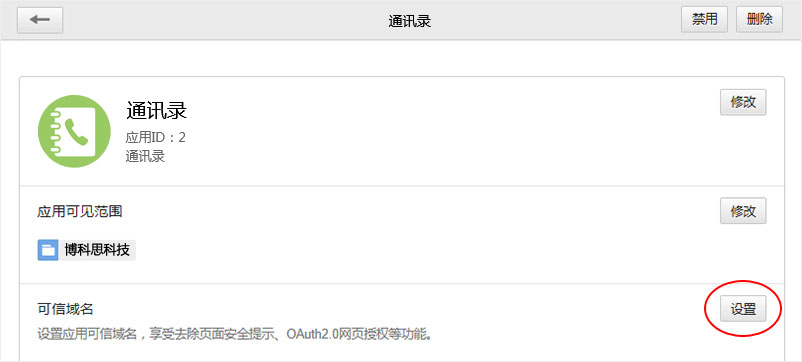 通讯录 禁用 删除
通讯录 修改
应用ID：2
通讯录
应用可见范围 修改
博科思科技
可信域名 设置
设置应用可信域名，享受去除页面安全提示、OAuth2.0网页授权等功能。